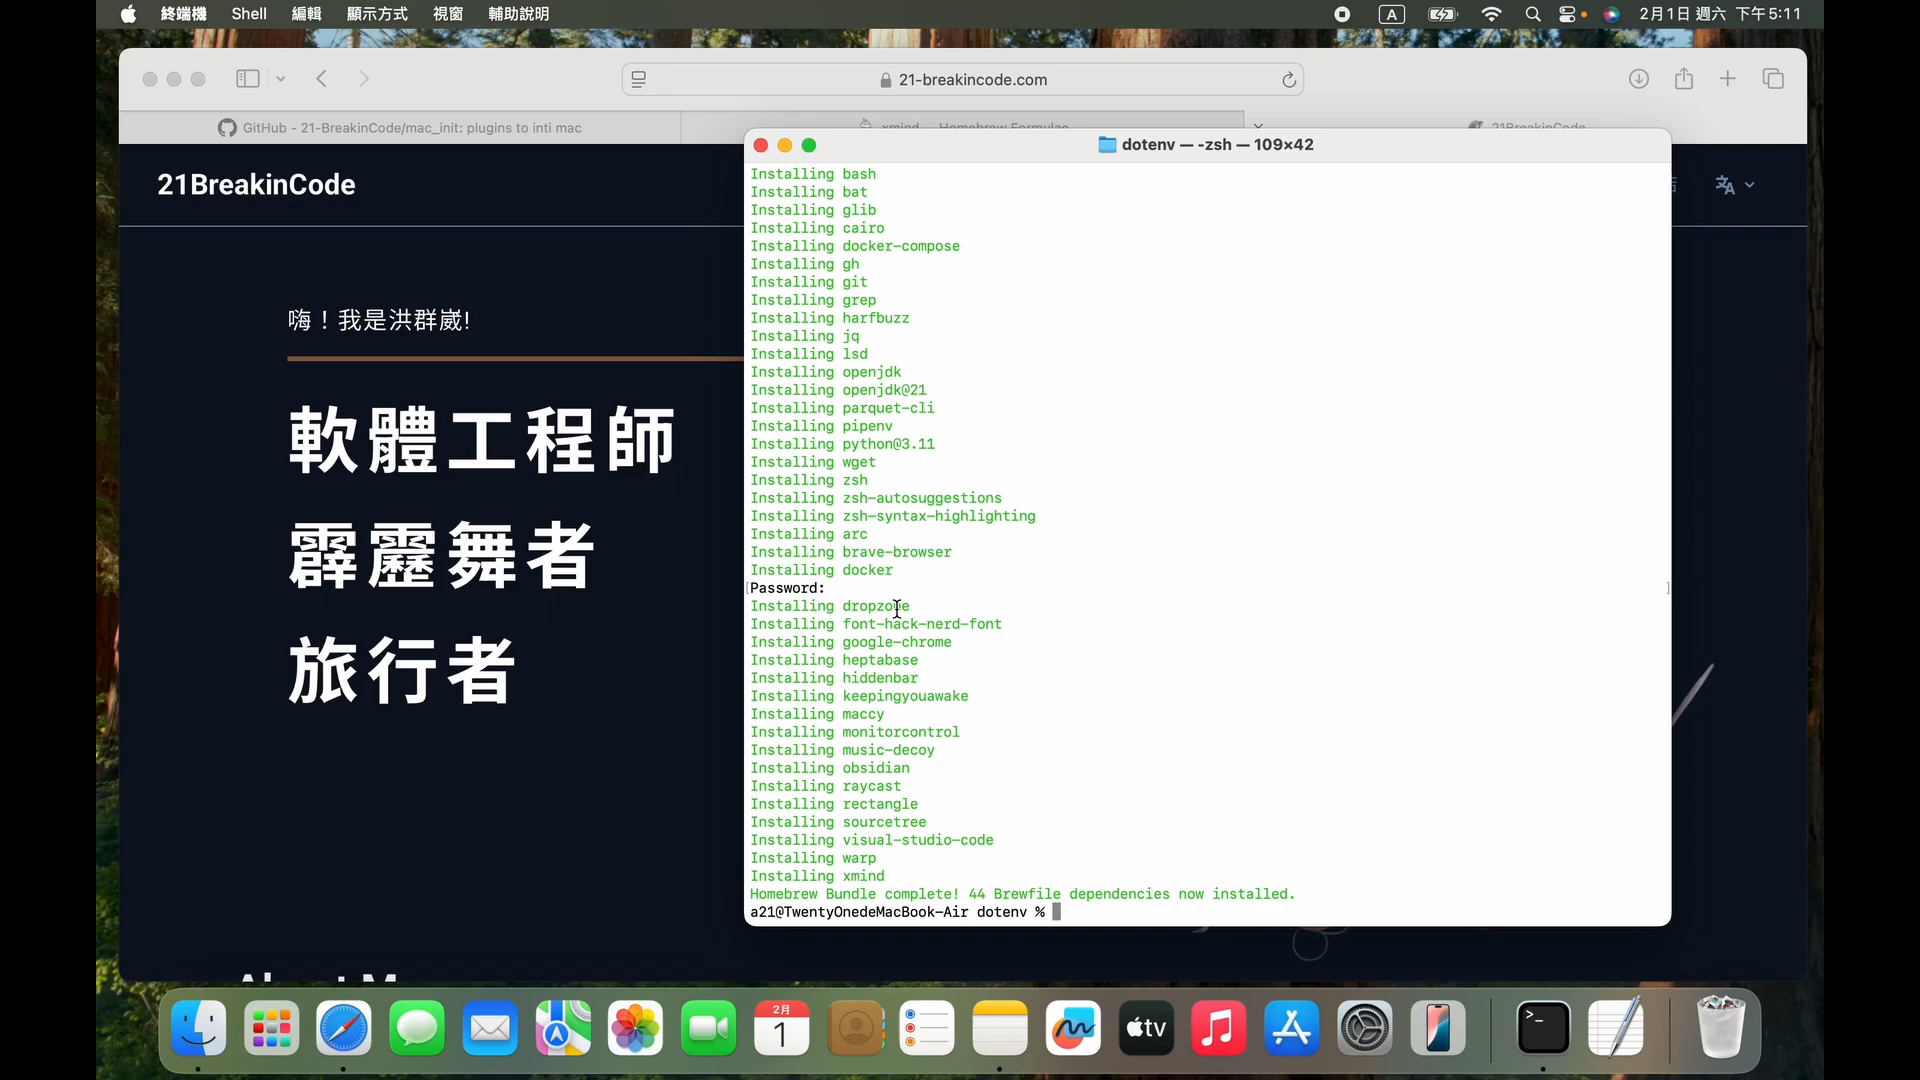 終端機 Shell 編輯 顯示方式 視窗 輔助說明
A
2月1日 週六 下午5:11
21-breakincode.com
GitHub - 21-BreakinCode/mac_init: plugins to inti mac
xmind — Homebrew Formulae
21BreakinCode
21BreakinCode
嗨！我是洪群崴!
軟體工程師
霹靂舞者
旅行者
dotenv — -zsh — 109×42
Installing bash
Installing bat
Installing glib
Installing cairo
Installing docker-compose
Installing gh
Installing git
Installing grep
Installing harfbuzz
Installing jq
Installing lsd
Installing openjdk
Installing openjdk@21
Installing parquet-cli
Installing pipenv
Installing python@3.11
Installing wget
Installing zsh
Installing zsh-autosuggestions
Installing zsh-syntax-highlighting
Installing arc
Installing brave-browser
Installing docker
[Password: ]
Installing dropzone
Installing font-hack-nerd-font
Installing google-chrome
Installing heptabase
Installing hiddenbar
Installing keepingyouawake
Installing maccy
Installing monitorcontrol
Installing music-decoy
Installing obsidian
Installing raycast
Installing rectangle
Installing sourcetree
Installing visual-studio-code
Installing warp
Installing xmind
Homebrew Bundle complete! 44 Brewfile dependencies now installed.
a21@TwentyOnedeMacBook-Air dotenv %
2月
1
tv
>_